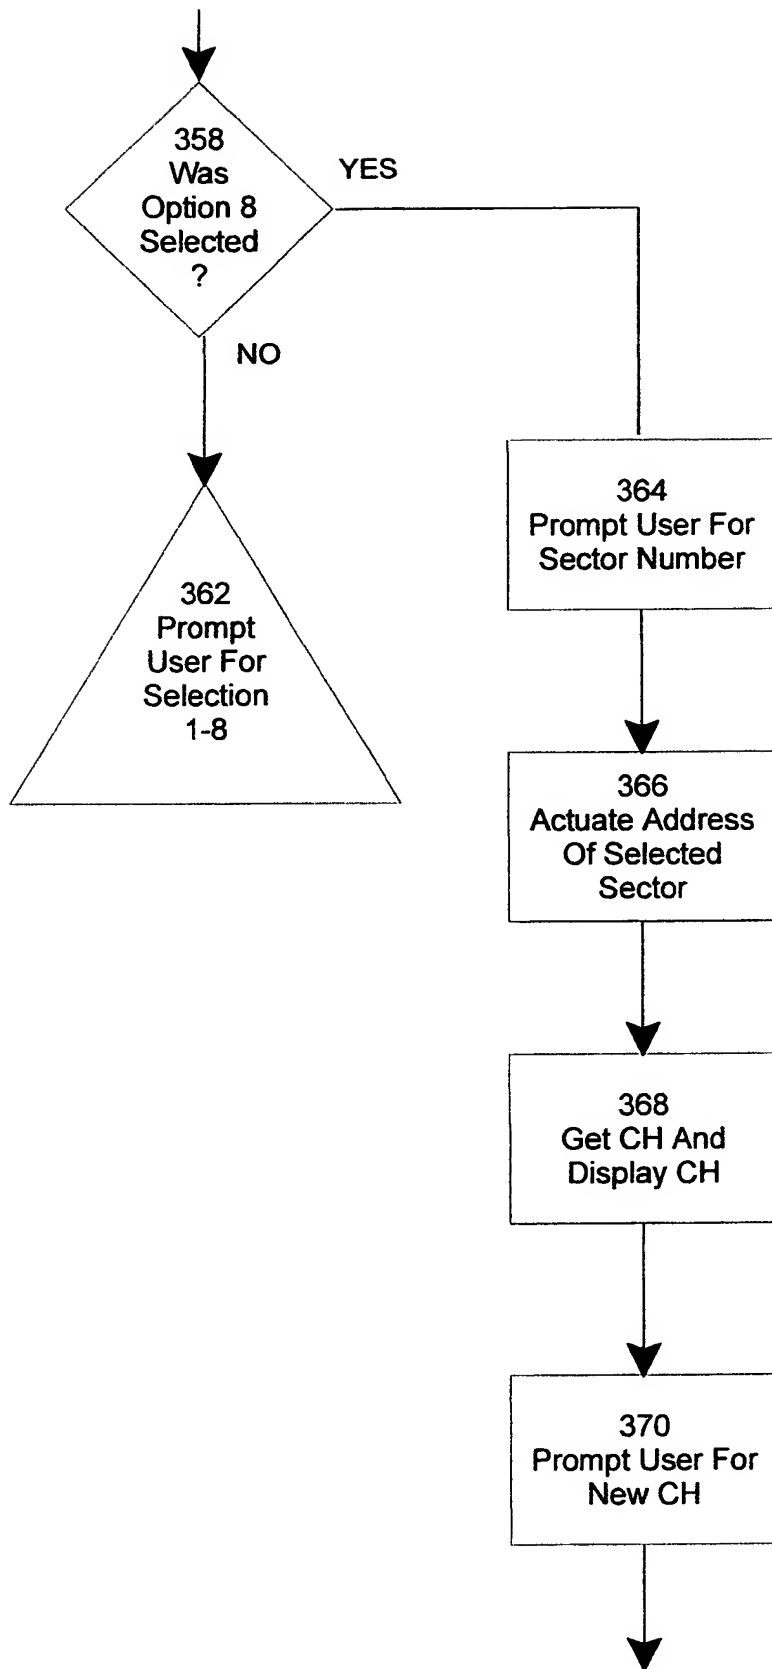 358
Was
Option 8
Selected
?
YES
NO
362
Prompt
User For
Selection
1-8
364
Prompt User For
Sector Number
366
Actuate Address
Of Selected
Sector
368
Get CH And
Display CH
370
Prompt User For
New CH